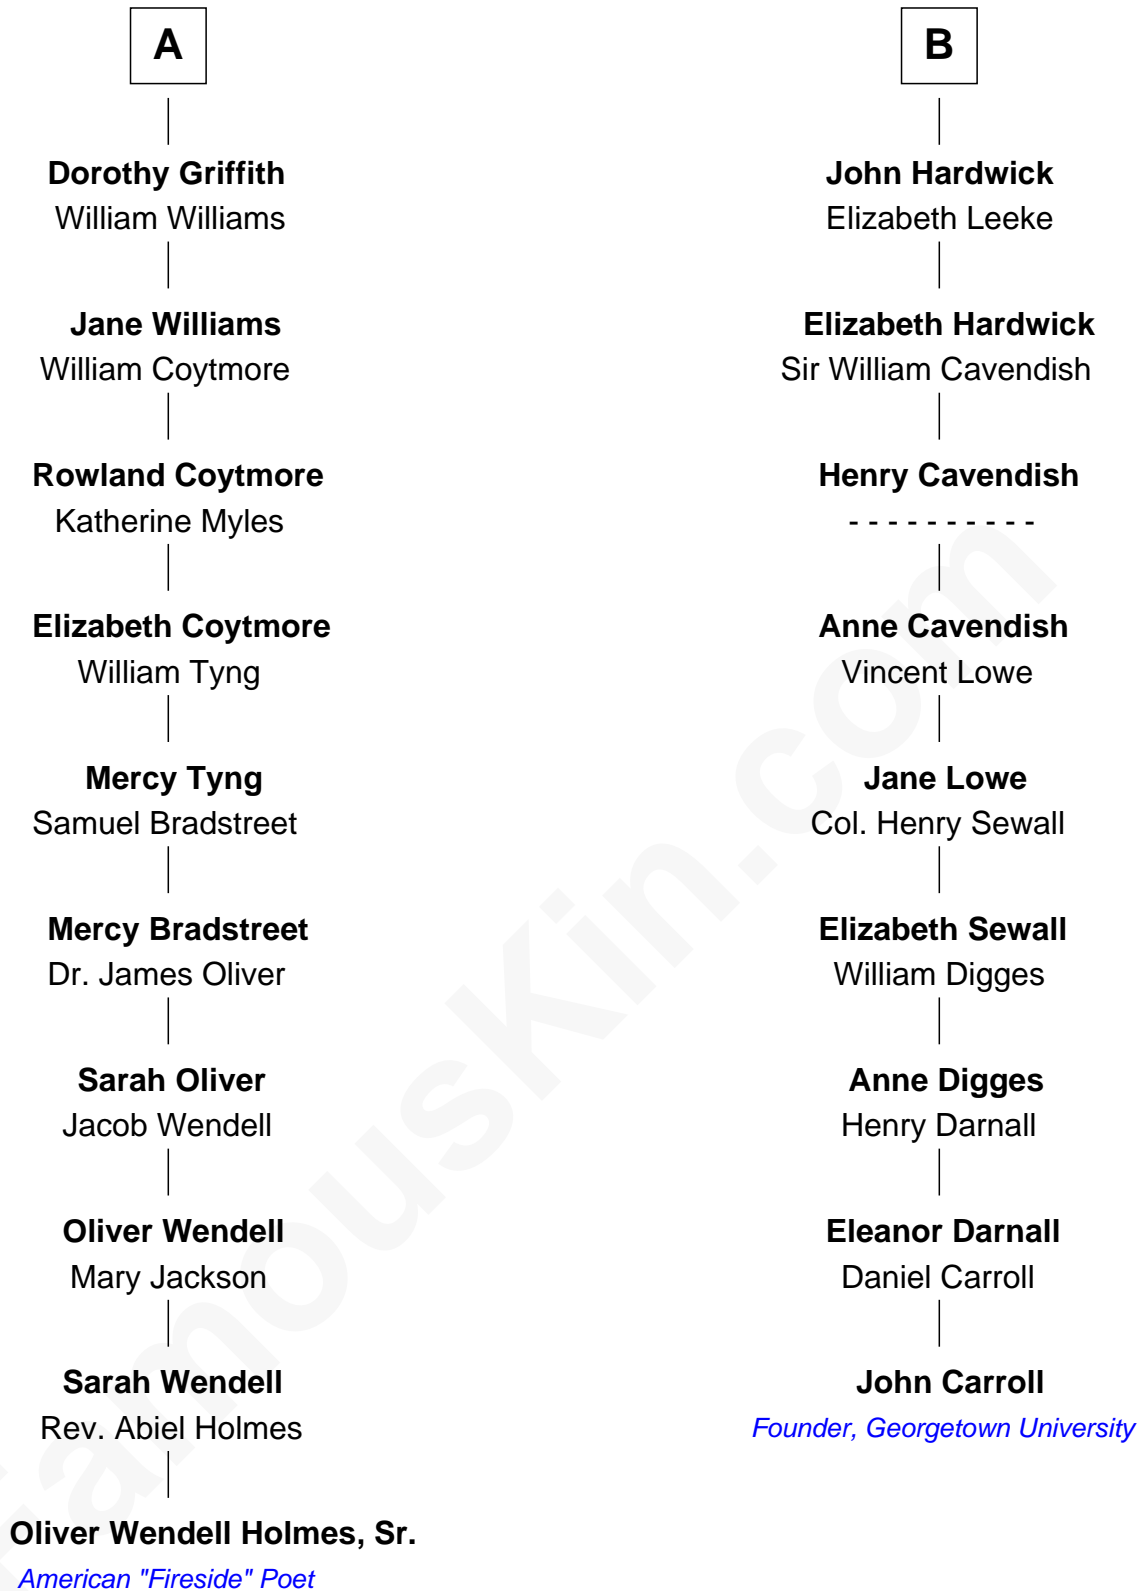 A
Dorothy Griffith
William Williams
Jane Williams
William Coytmore
Rowland Coytmore
Katherine Myles
Elizabeth Coytmore
William Tyng
Mercy Tyng
Samuel Bradstreet
Mercy Bradstreet
Dr. James Oliver
Sarah Oliver
Jacob Wendell
Oliver Wendell
Mary Jackson
Sarah Wendell
Rev. Abiel Holmes
Oliver Wendell Holmes, Sr.
American "Fireside" Poet
B
John Hardwick
Elizabeth Leeke
Elizabeth Hardwick
Sir William Cavendish
Henry Cavendish
- - - - - - - - - -
Anne Cavendish
Vincent Lowe
Jane Lowe
Col. Henry Sewall
Elizabeth Sewall
William Digges
Anne Digges
Henry Darnall
Eleanor Darnall
Daniel Carroll
John Carroll
Founder, Georgetown University
FamousKin.com